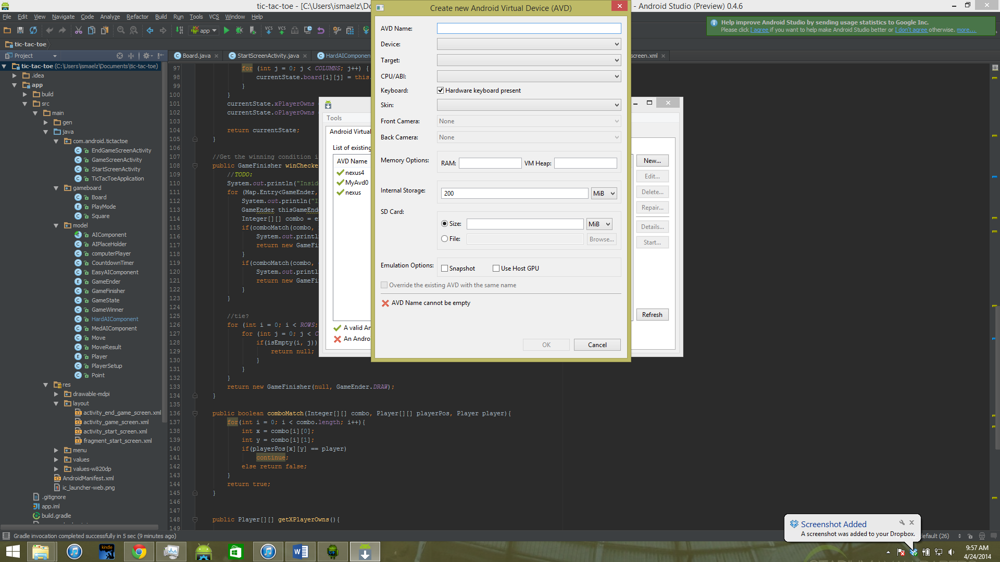 tic-tac-toe - [C:\Users\ismaelz\Do
Create new Android Virtual Device (AVD)
- Android Studio (Preview) 0.4.6
File Edit View Navigate Code Analyze Refactor Build Run Tools VCS Window Help
app
Help improve Android Studio by sending usage statistics to Google Inc.
Please click I agree if you want to help make Android Studio better or I don't agree otherwise. more...
tic-tac-toe
Project
Board.java
StartScreenActivity.java
HardAIComponent
screen.xml
tic-tac-toe (C:\Users\ismaelz\Documents\tic-tac-toe)
.idea
app
build
src
main
gen
java
com.android.tictactoe
EndGameScreenActivity
GameScreenActivity
StartScreenActivity
TicTacToeApplication
gameboard
Board
PlayMode
Square
model
AIComponent
AIPlaceHolder
computerPlayer
CountdownTimer
EasyAIComponent
GameEnder
GameFinisher
GameState
GameWinner
HardAIComponent
MedAIComponent
Move
MoveResult
Player
PlayerSetup
Point
res
drawable-mdpi
layout
activity_end_game_screen.xml
activity_game_screen.xml
activity_start_screen.xml
fragment_start_screen.xml
menu
values
values-w820dp
AndroidManifest.xml
ic_launcher-web.png
.gitignore
app.iml
build.gradle
97 for (int j = 0; j < COLUMNS; j++) {
98 currentState.board[i][j] = this.
99 }
100 }
101 currentState.xPlayerOwns =
102 currentState.oPlayerOwns =
103
104 return currentState;
105 }
106
107 //Get the winning condition i
108 public GameFinisher winChecke
109 //TODO:
110 System.out.println("Insid
111 for (Map.Entry<GameEnder,
112 System.out.println("I
113 GameEnder thisGameEnd
114 Integer[][] combo = e
115 if(comboMatch(combo,
116 System.out.printl
117 return new GameFi
118 }
119 if(comboMatch(combo,
120 System.out.printl
121 return new GameFi
122 }
123 }
124
125 //tie?
126 for (int i = 0; i < ROWS;
127 for (int j = 0; j < C
128 if(isEmpty(i, j))
129 return null;
130 }
131 }
132 }
133 return new GameFinisher(null, GameEnder.DRAW);
134 }
135
136 public boolean comboMatch(Integer[][] combo, Player[][] playerPos, Player player){
137 for(int i = 0; i < combo.length; i++){
138 int x = combo[i][0];
139 int y = combo[i][1];
140 if(playerPos[x][y] == player)
141 continue;
142 else return false;
143 }
144 return true;
145 }
146
147
148 public Player[][] getXPlayerOwns(){
149
Tools
Android Virtual
List of existing
AVD Name
nexus4
MyAvd0
nexus
A valid An
An Andro
New...
Edit...
Delete...
Repair...
Details...
Start...
Refresh
AVD Name:
Device:
Target:
CPU/ABI:
Keyboard: Hardware keyboard present
Skin:
Front Camera: None
Back Camera: None
Memory Options: RAM: VM Heap:
Internal Storage: 200 MiB
SD Card:
Size: MiB
File: Browse...
Emulation Options: Snapshot Use Host GPU
Override the existing AVD with the same name
AVD Name cannot be empty
OK Cancel
Screenshot Added
A screenshot was added to your Dropbox.
Gradle invocation completed successfully in 5 sec (9 minutes ago)
default (26)
kindle
9:57 AM
4/24/2014